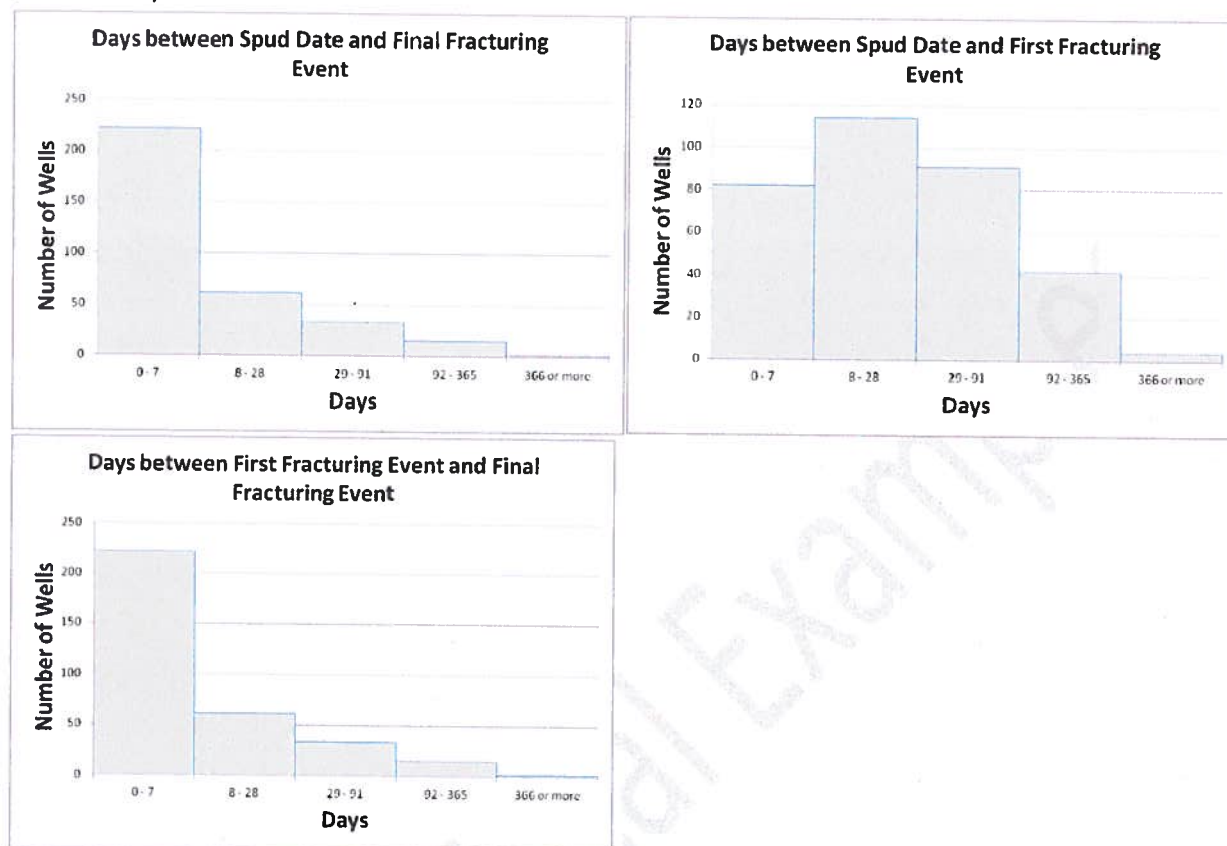 Days between Spud Date and Final Fracturing
Event
250
200
150
100
50
0
Number of Wells
0 - 7
8 - 28
29 - 91
92 - 365
366 or more
Days
Days between Spud Date and First Fracturing
Event
120
100
80
60
40
20
0
Number of Wells
0 - 7
8 - 28
29 - 91
92 - 365
366 or more
Days
Days between First Fracturing Event and Final
Fracturing Event
250
200
150
100
50
0
Number of Wells
0 - 7
8 - 28
29 - 91
92 - 365
366 or more
Days